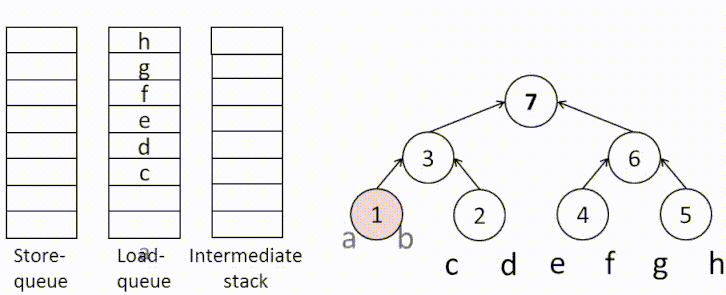 h
g
f
e
d
c
a
Store-
queue
Load-
queue
Intermediate
stack
7
3
6
1
2
4
5
a b
c d e f g h